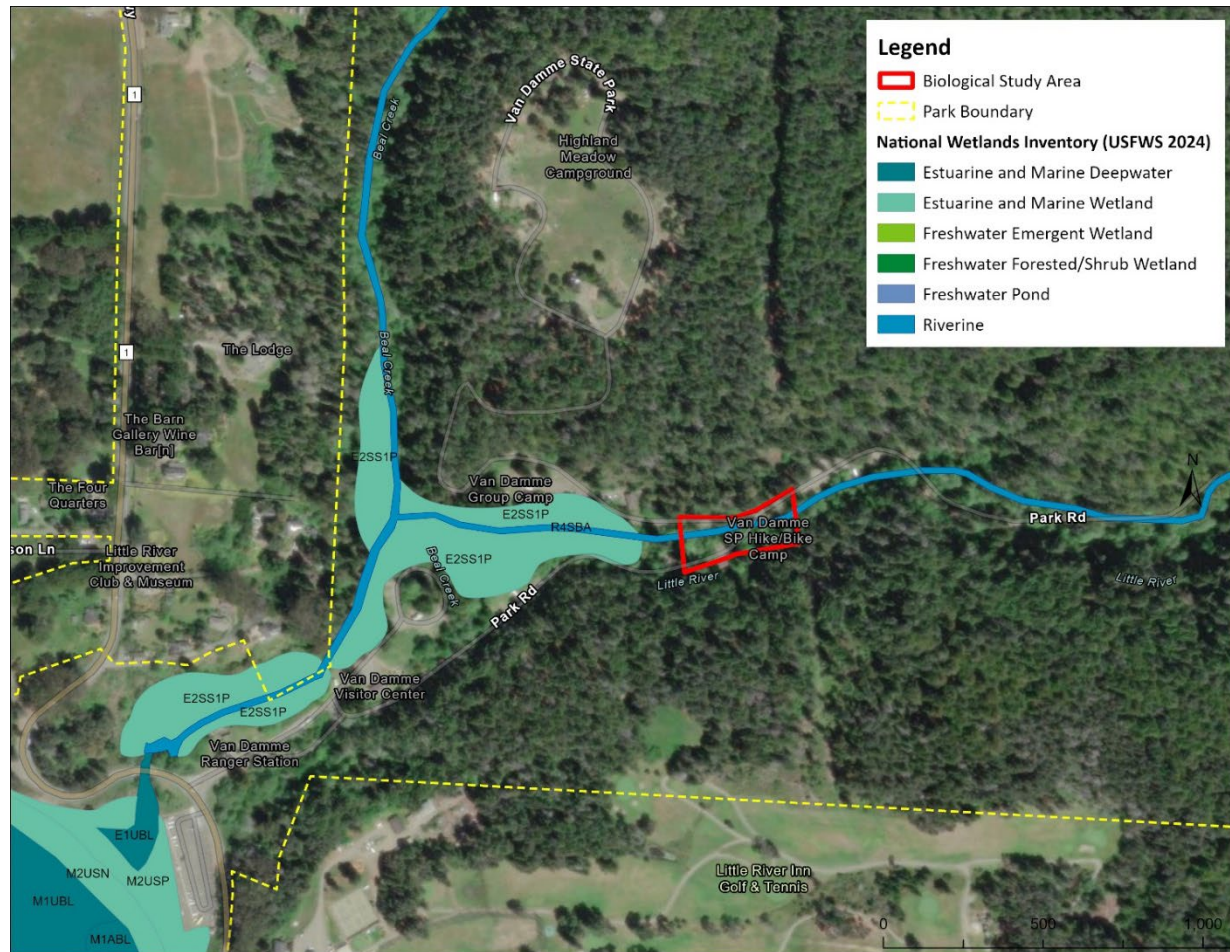 Legend
Biological Study Area
Park Boundary
National Wetlands Inventory (USFWS 2024)
Estuarine and Marine Deepwater
Estuarine and Marine Wetland
Freshwater Emergent Wetland
Freshwater Forested/Shrub Wetland
Freshwater Pond
Riverine
1
Beal Creek
Van Damme State Park
Highland
Meadow
Campground
1
The Lodge
Beal Creek
The Barn
Gallery Wine
Bar[n]
E2SS1P
Van Damme
Group Camp
The Four
Quarters
E2SS1P
R4SBA
Van Damme
SP Hike/Bike
Camp
N
Park Rd
son Ln
Little River
Improvement
Club & Museum
E2SS1P
Beal Creek
Little River
Little River
Park Rd
E2SS1P
E2SS1P
Van Damme
Visitor Center
Van Damme
Ranger Station
E1UBL
M2USN
M2USP
M1UBL
M1ABL
Little River Inn
Golf & Tennis
0
500
1,000